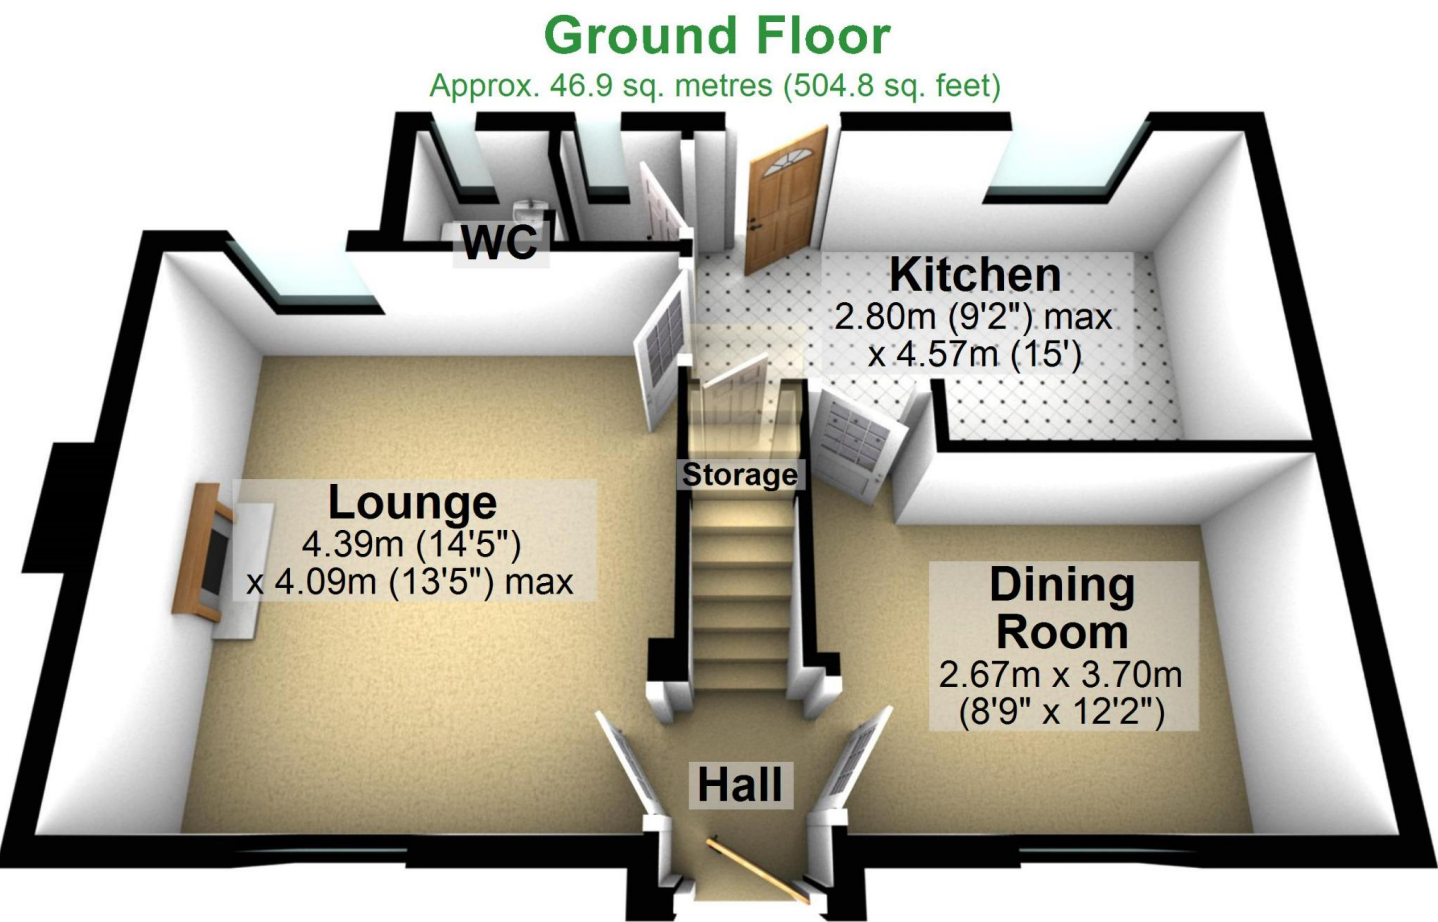 Ground Floor
Approx. 46.9 sq. metres (504.8 sq. feet)
WC
Kitchen
2.80m (9'2") max
x 4.57m (15')
Storage
Lounge
4.39m (14'5")
x 4.09m (13'5") max
Dining
Room
2.67m x 3.70m
(8'9" x 12'2")
Hall